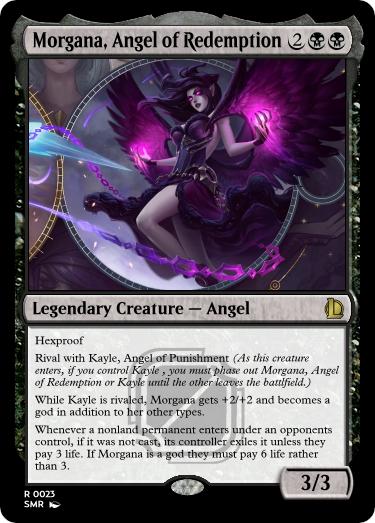 Morgana, Angel of Redemption 2
Legendary Creature — Angel
Hexproof
Rival with Kayle, Angel of Punishment (As this creature
enters, if you control Kayle , you must phase out Morgana, Angel
of Redemption or Kayle until the other leaves the battlefield.)
While Kayle is rivaled, Morgana gets +2/+2 and becomes a
god in addition to her other types.
Whenever a nonland permanent enters under an opponents
control, if it was not cast, its controller exiles it unless they
pay 3 life. If Morgana is a god they must pay 6 life rather
than 3.
3/3
R 0023
SMR